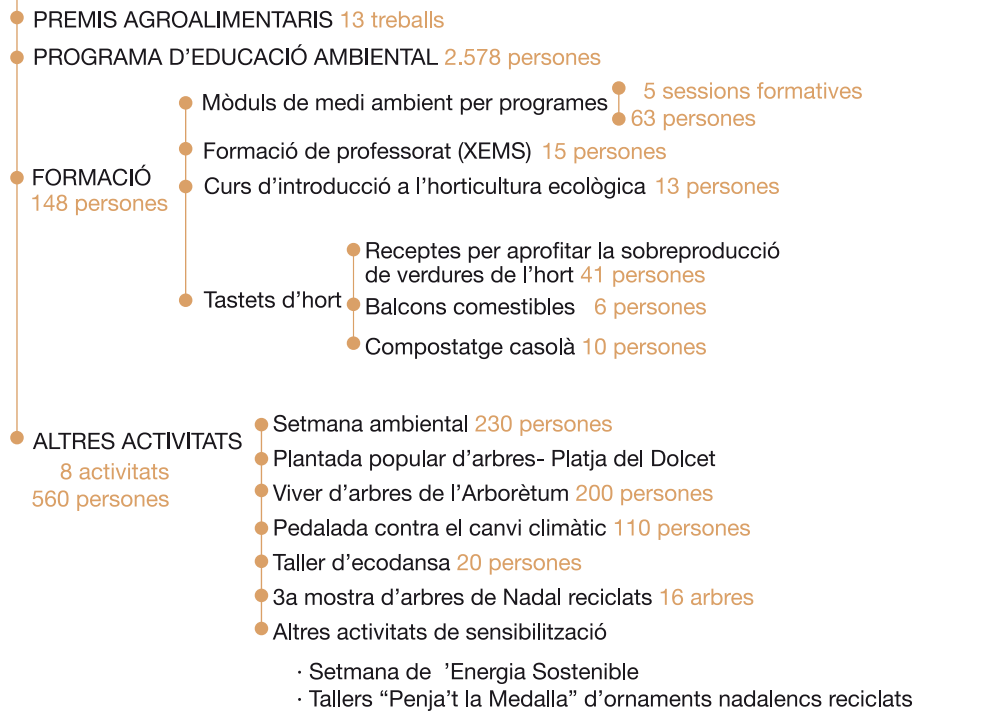 PREMIS AGROALIMENTARIS 13 treballs
PROGRAMA D’EDUCACIÓ AMBIENTAL 2.578 persones
FORMACIÓ
148 persones
Mòduls de medi ambient per programes
5 sessions formatives
63 persones
Formació de professorat (XEMS) 15 persones
Curs d’introducció a l’horticultura ecològica 13 persones
Tastets d’hort
Receptes per aprofitar la sobreproducció
de verdures de l’hort 41 persones
Balcons comestibles 6 persones
Compostatge casolà 10 persones
ALTRES ACTIVITATS
8 activitats
560 persones
Setmana ambiental 230 persones
Plantada popular d’arbres- Platja del Dolcet
Viver d’arbres de l’Arborètum 200 persones
Pedalada contra el canvi climàtic 110 persones
Taller d’ecodansa 20 persones
3a mostra d’arbres de Nadal reciclats 16 arbres
Altres activitats de sensibilització
· Setmana de ’Energia Sostenible
· Tallers “Penja’t la Medalla” d’ornaments nadalencs reciclats